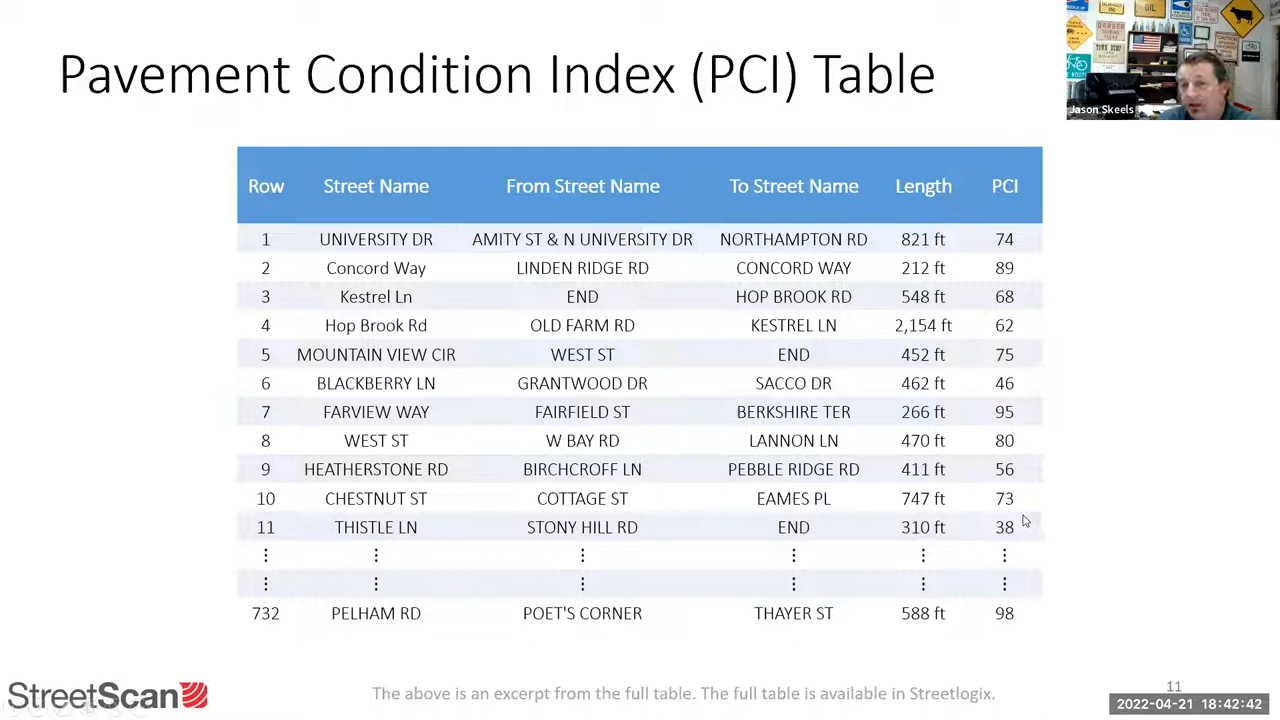 Pavement Condition Index (PCI) Table
Jason Skeels
Row Street Name From Street Name To Street Name Length PCI
1 UNIVERSITY DR AMITY ST & N UNIVERSITY DR NORTHAMPTON RD 821 ft 74
2 Concord Way LINDEN RIDGE RD CONCORD WAY 212 ft 89
3 Kestrel Ln END HOP BROOK RD 548 ft 68
4 Hop Brook Rd OLD FARM RD KESTREL LN 2,154 ft 62
5 MOUNTAIN VIEW CIR WEST ST END 452 ft 75
6 BLACKBERRY LN GRANTWOOD DR SACCO DR 462 ft 46
7 FARVIEW WAY FAIRFIELD ST BERKSHIRE TER 266 ft 95
8 WEST ST W BAY RD LANNON LN 470 ft 80
9 HEATHERSTONE RD BIRCHCROFF LN PEBBLE RIDGE RD 411 ft 56
10 CHESTNUT ST COTTAGE ST EAMES PL 747 ft 73
11 THISTLE LN STONY HILL RD END 310 ft 38
⋮ ⋮ ⋮ ⋮ ⋮ ⋮
⋮ ⋮ ⋮ ⋮ ⋮ ⋮
732 PELHAM RD POET'S CORNER THAYER ST 588 ft 98
StreetScan
The above is an excerpt from the full table. The full table is available in Streetlogix.
11
2022-04-21 18:42:42